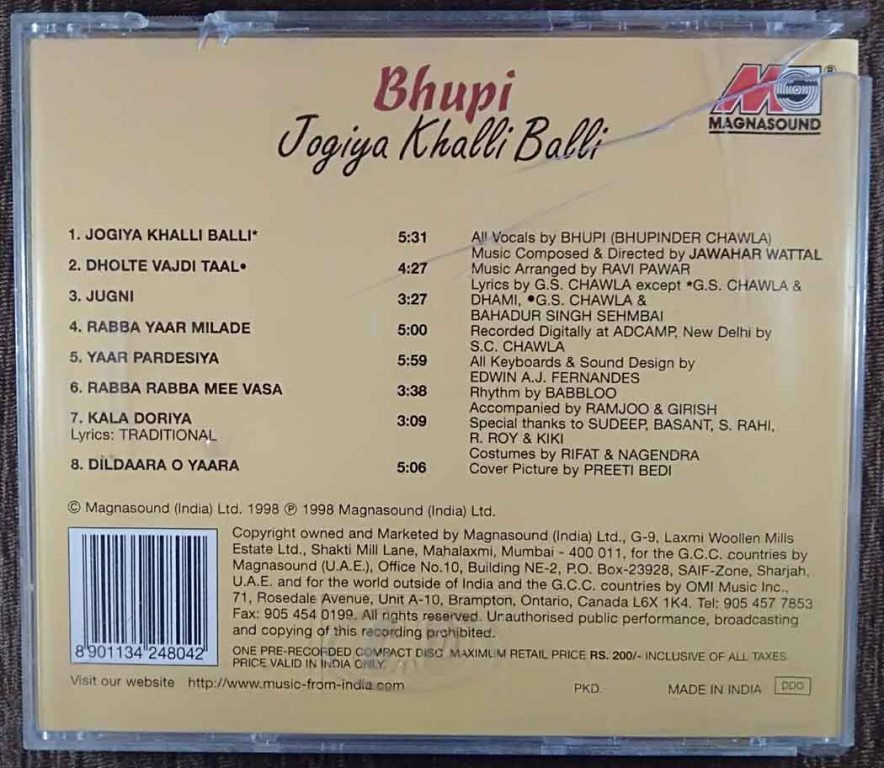 Bhupi
Jogiya Khalli Balli
MAGNASOUND
®
1. JOGIYA KHALLI BALLI* 5:31
2. DHOLTE VAJDI TAAL• 4:27
3. JUGNI 3:27
4. RABBA YAAR MILADE 5:00
5. YAAR PARDESIYA 5:59
6. RABBA RABBA MEE VASA 3:38
7. KALA DORIYA 3:09
Lyrics: TRADITIONAL
8. DILDAARA O YAARA 5:06
All Vocals by BHUPI (BHUPINDER CHAWLA)
Music Composed & Directed by JAWAHAR WATTAL
Music Arranged by RAVI PAWAR
Lyrics by G.S. CHAWLA except *G.S. CHAWLA &
DHAMI, •G.S. CHAWLA &
BAHADUR SINGH SEHMBAI
Recorded Digitally at ADCAMP, New Delhi by
S.C. CHAWLA
All Keyboards & Sound Design by
EDWIN A.J. FERNANDES
Rhythm by BABBLOO
Accompanied by RAMJOO & GIRISH
Special thanks to SUDEEP, BASANT, S. RAHI,
R. ROY & KIKI
Costumes by RIFAT & NAGENDRA
Cover Picture by PREETI BEDI
© Magnasound (India) Ltd. 1998 ℗ 1998 Magnasound (India) Ltd.
Copyright owned and Marketed by Magnasound (India) Ltd., G-9, Laxmi Woollen Mills
Estate Ltd., Shakti Mill Lane, Mahalaxmi, Mumbai - 400 011, for the G.C.C. countries by
Magnasound (U.A.E.), Office No.10, Building NE-2, P.O. Box-23928, SAIF-Zone, Sharjah,
U.A.E. and for the world outside of India and the G.C.C. countries by OMI Music Inc.,
71, Rosedale Avenue, Unit A-10, Brampton, Ontario, Canada L6X 1K4. Tel: 905 457 7853
Fax: 905 454 0199. All rights reserved. Unauthorised public performance, broadcasting
and copying of this recording prohibited.
ONE PRE-RECORDED COMPACT DISC MAXIMUM RETAIL PRICE RS. 200/- INCLUSIVE OF ALL TAXES.
PRICE VALID IN INDIA ONLY.
8 901134 248042
Visit our website http://www.music-from-india.com
PKD. MADE IN INDIA DDD